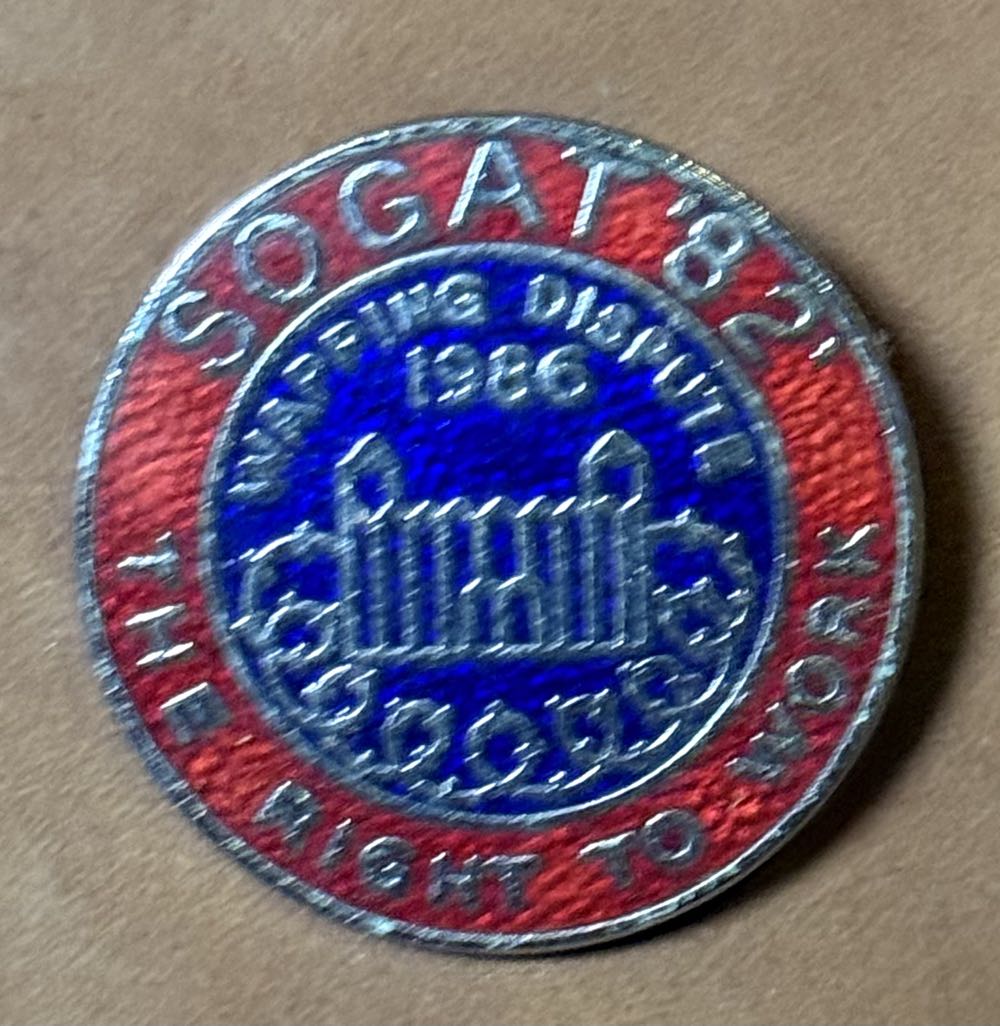 SOGAT '82'
WAPPING DISPUTE
1986
THE RIGHT TO WORK